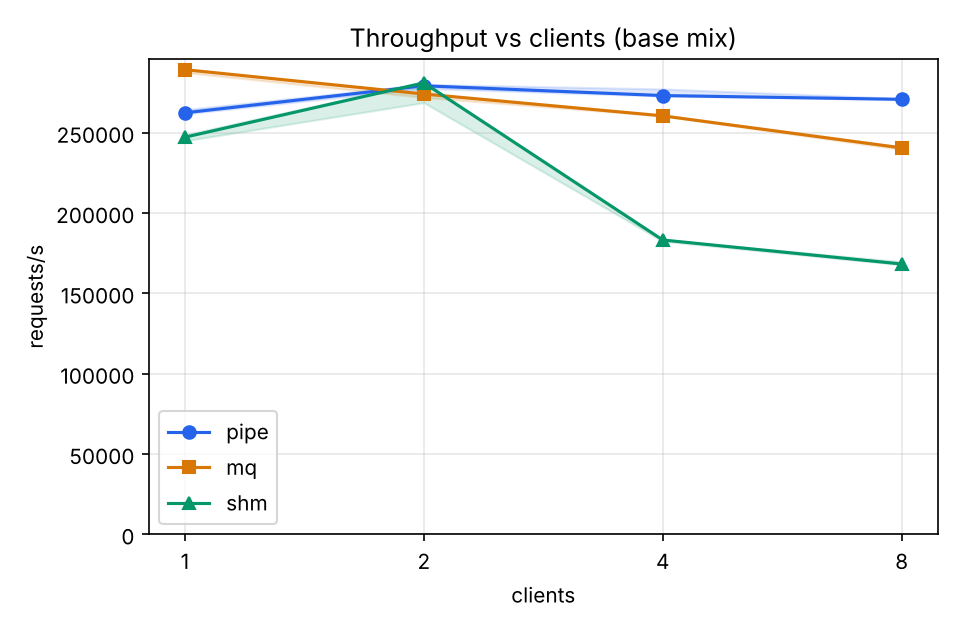 Throughput vs clients (base mix)
requests/s
250000
200000
150000
100000
50000
0
pipe
mq
shm
1 2 4 8
clients